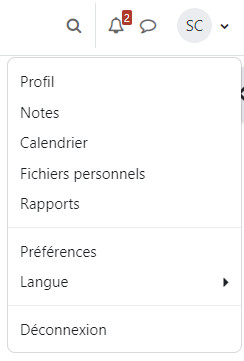 2
SC
Profil
Notes
Calendrier
Fichiers personnels
Rapports
Préférences
Langue
Déconnexion